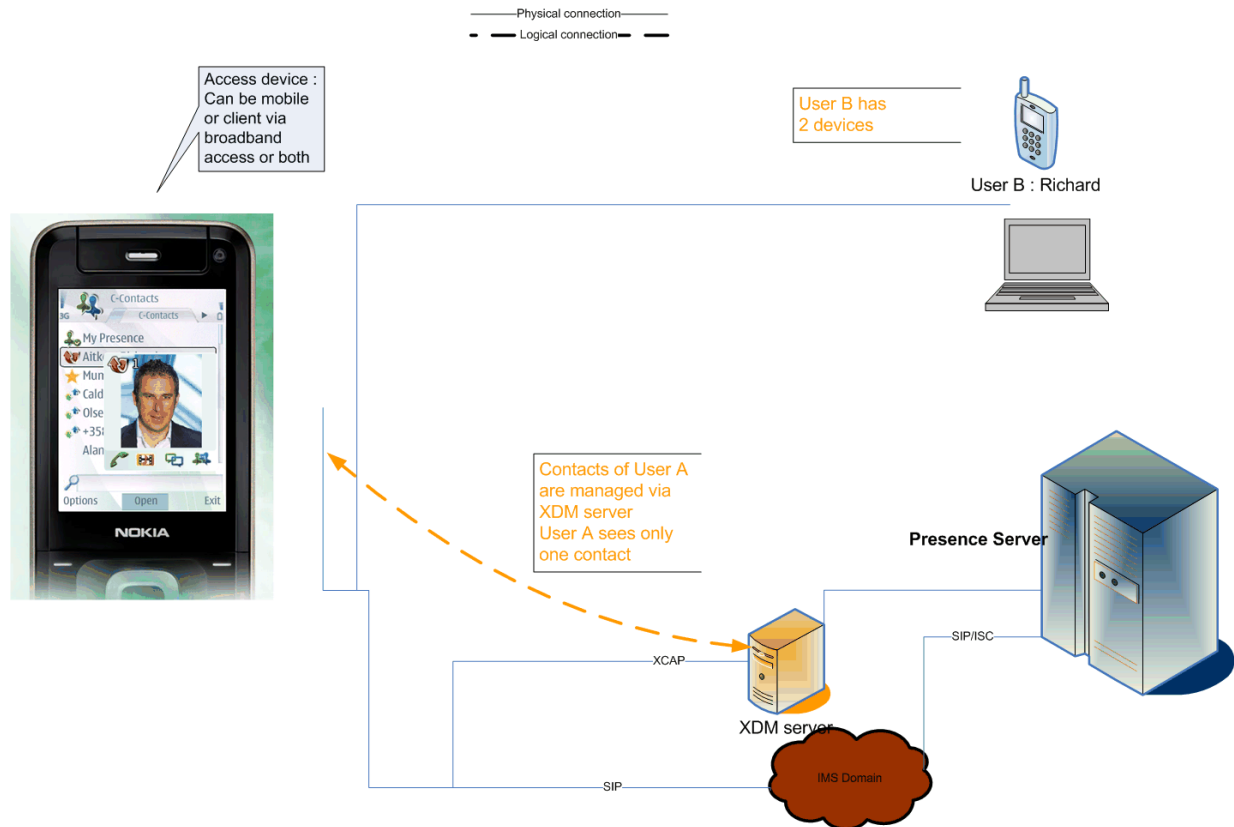 Physical connection
Logical connection
Access device :
Can be mobile
or client via
broadband
access or both
User B has
2 devices
User B : Richard
C-Contacts
3G
C-Contacts
My Presence
Aitk
1
Mun
Cald
Olse
+358
Alan
Options
Open
Exit
NOKIA
Contacts of User A
are managed via
XDM server
User A sees only
one contact
Presence Server
SIP/ISC
XCAP
XDM server
IMS Domain
SIP